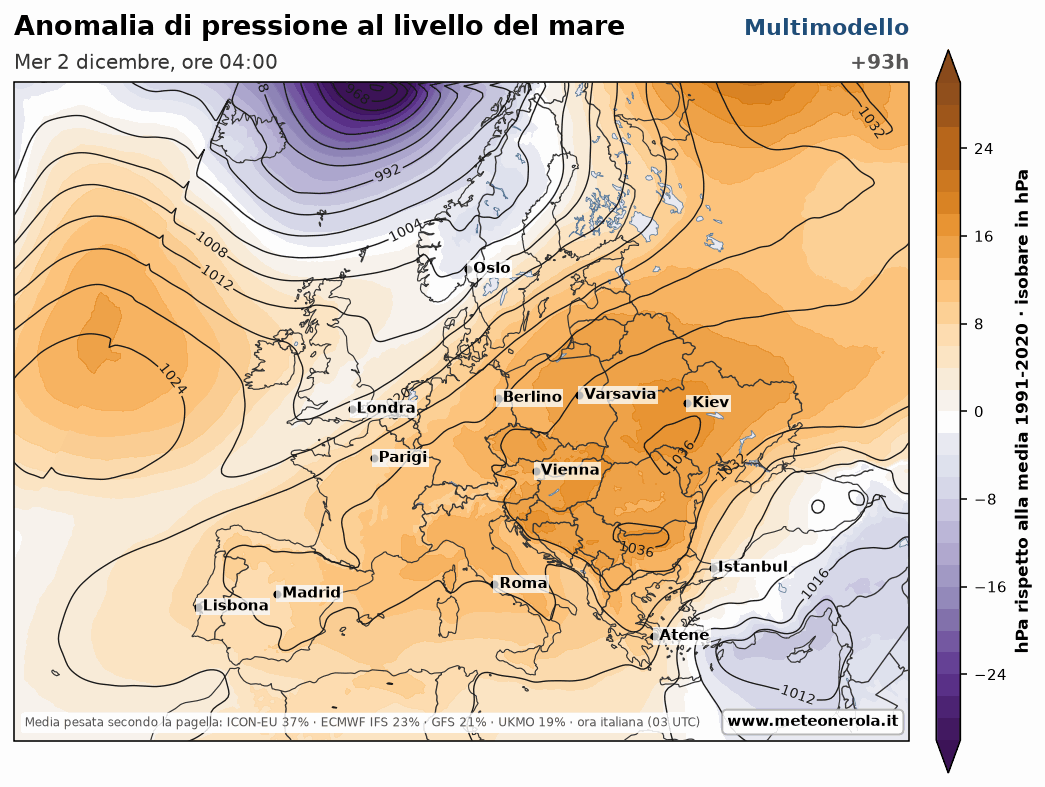 Anomalia di pressione al livello del mare
Multimodello
Mer 2 dicembre, ore 04:00
+93h
968
8
1032
24
992
1004
16
1008
Oslo
1012
8
1024
Berlino
Varsavia
Kiev
0
Londra
Parigi
1036
Vienna
−8
1036
Istanbul
1016
−16
Roma
Madrid
Lisbona
Atene
−24
1012
hPa rispetto alla media 1991-2020 · isobare in hPa
Media pesata secondo la pagella: ICON-EU 37% · ECMWF IFS 23% · GFS 21% · UKMO 19% · ora italiana (03 UTC)
www.meteonerola.it